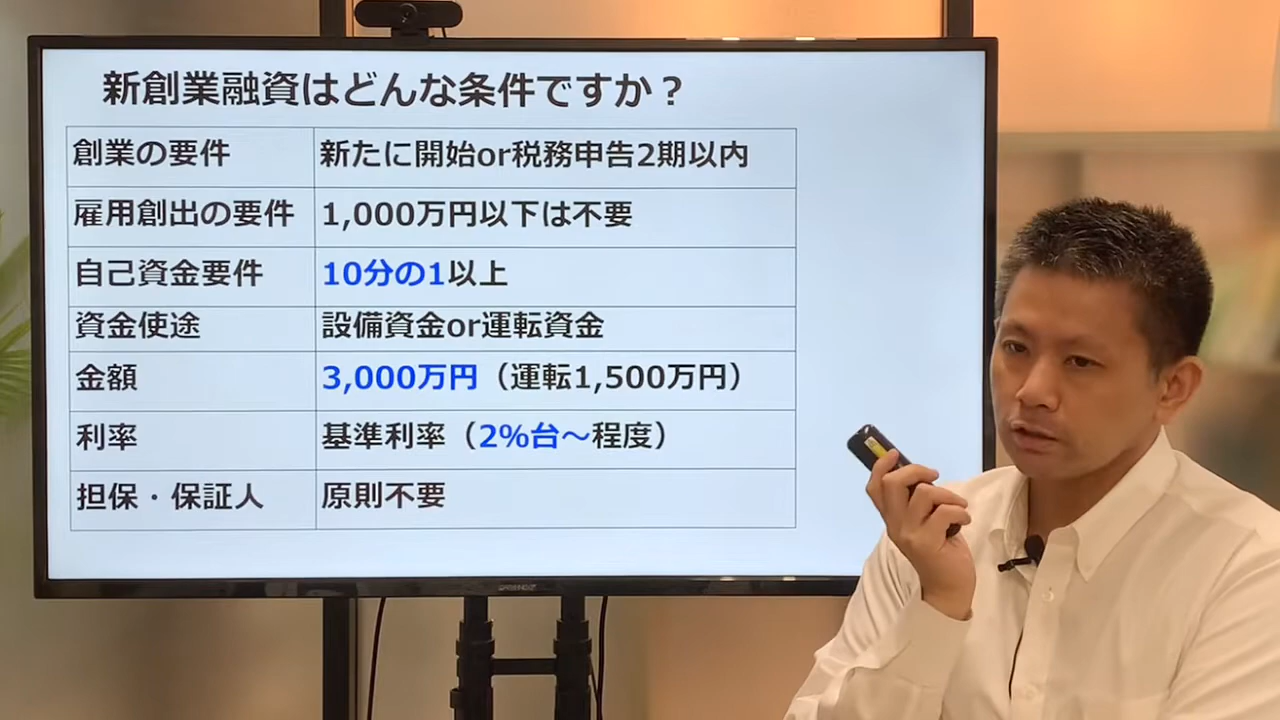 新創業融資はどんな条件ですか？
創業の要件 新たに開始or税務申告2期以内
雇用創出の要件 1,000万円以下は不要
自己資金要件 10分の1以上
資金使途 設備資金or運転資金
金額 3,000万円（運転1,500万円）
利率 基準利率（2%台～程度）
担保・保証人 原則不要